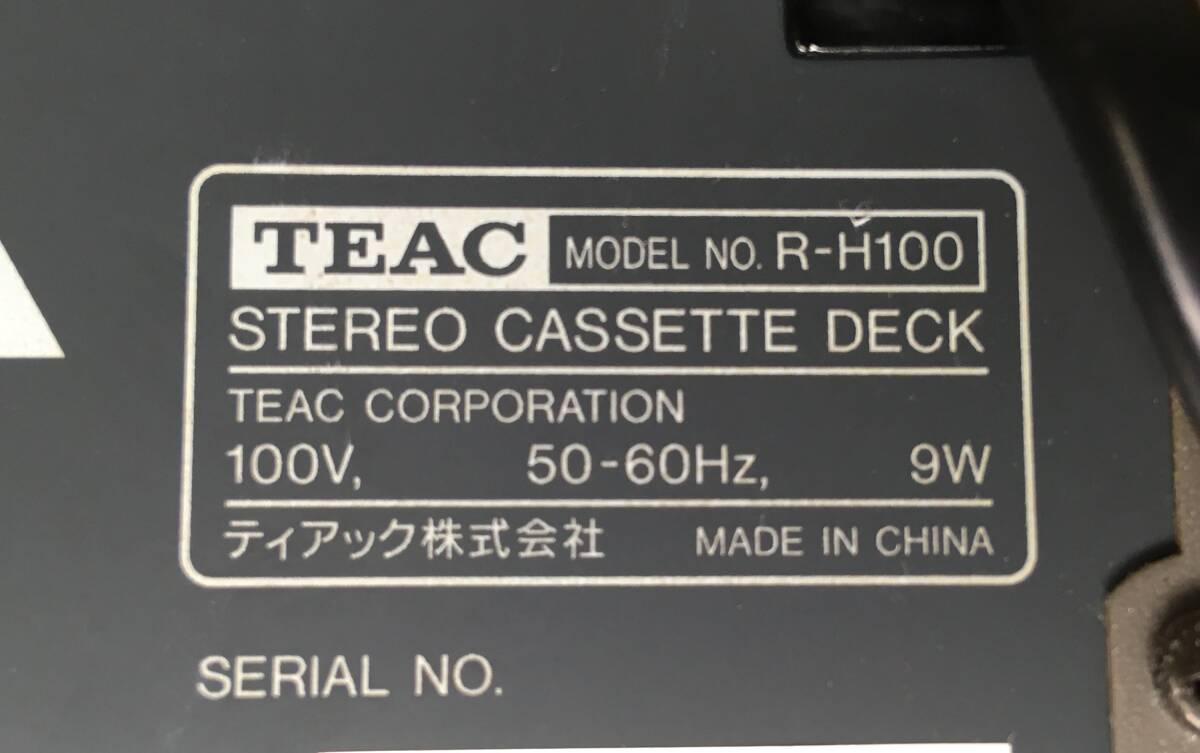 TEAC MODEL NO. R-H100
STEREO CASSETTE DECK
TEAC CORPORATION
100V, 50-60Hz, 9W
ティアック株式会社 MADE IN CHINA
SERIAL NO.